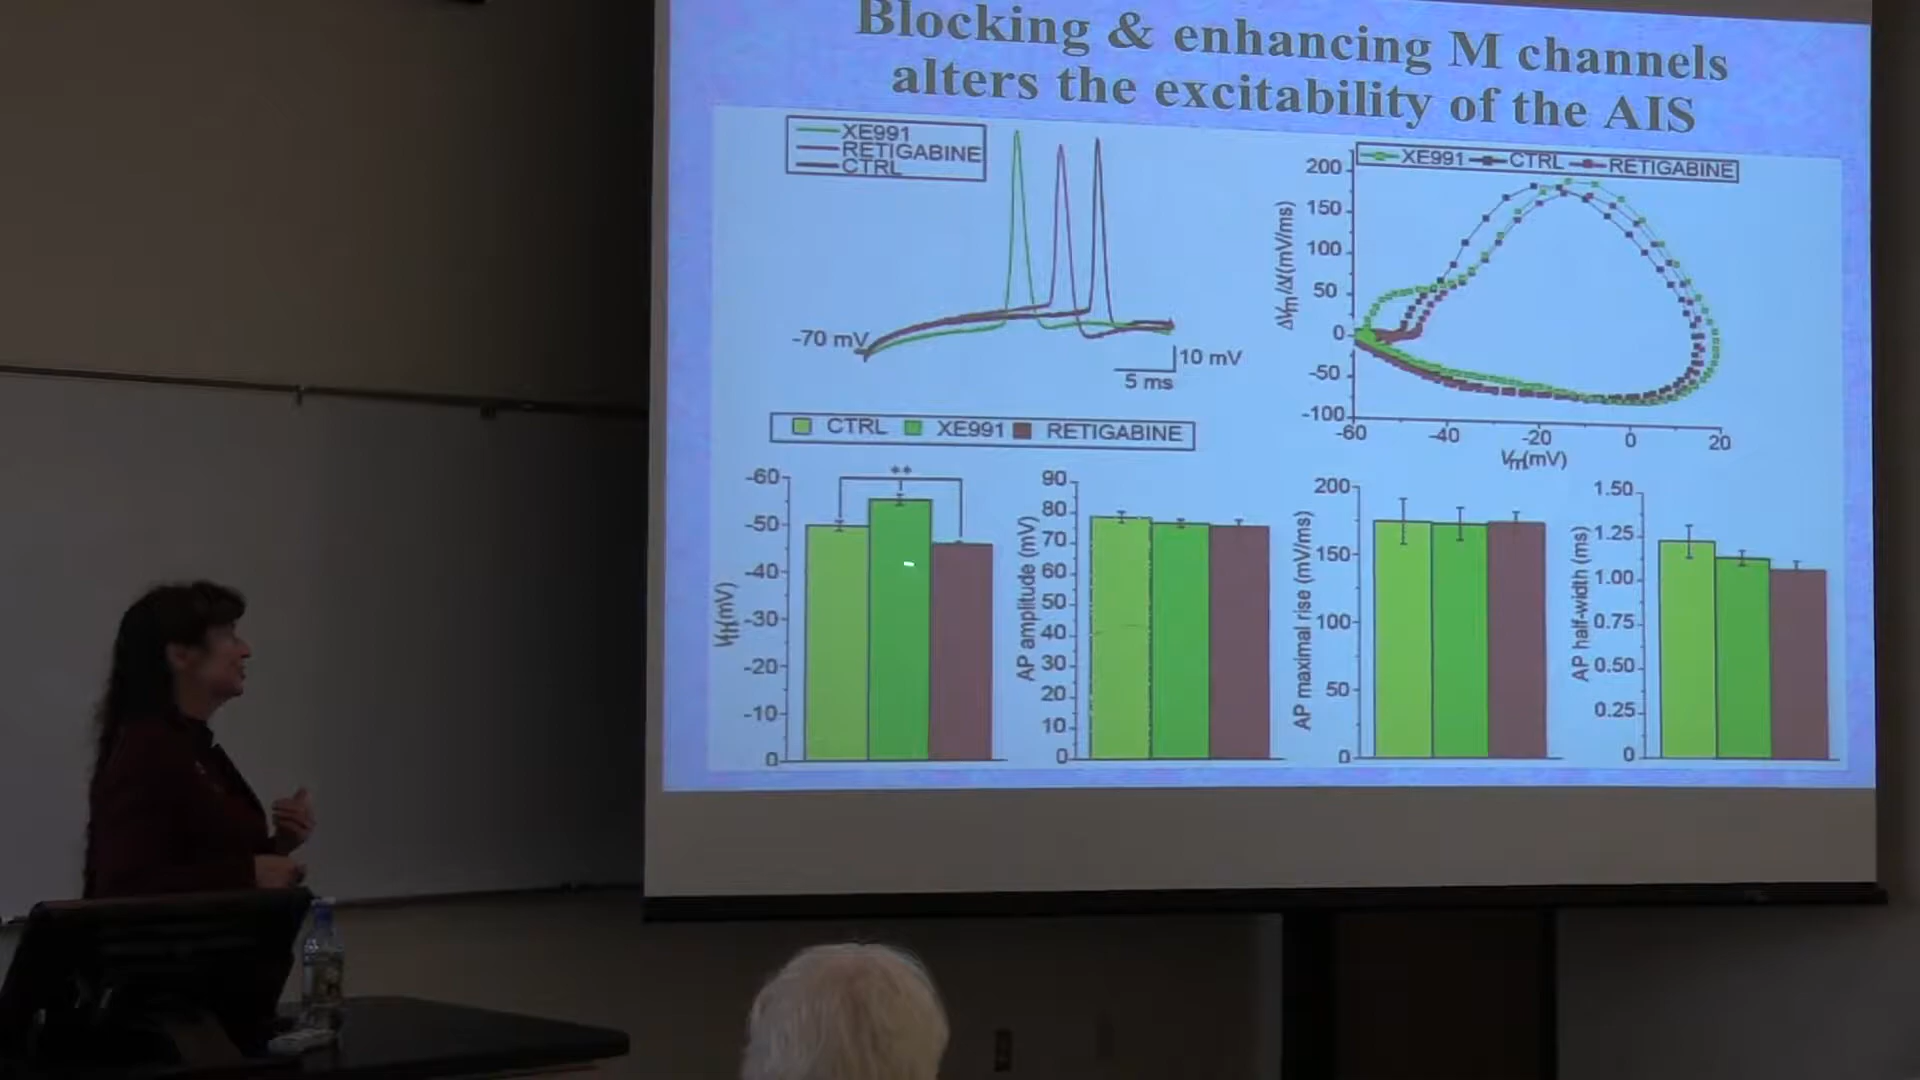 Blocking & enhancing M channels
alters the excitability of the AIS
XE991
RETIGABINE
CTRL
-70 mV
10 mV
5 ms
XE991 CTRL RETIGABINE
200
150
100
50
0
-50
-100
-60 -40 -20 0 20
Vm(mV)
ΔVm/Δt(mV/ms)
CTRL XE991 RETIGABINE
**
-60
-50
-40
-30
-20
-10
0
90
80
70
60
50
40
30
20
10
0
AP amplitude (mV)
200
150
100
50
0
AP maximal rise (mV/ms)
1.50
1.25
1.00
0.75
0.50
0.25
0
AP half-width (ms)